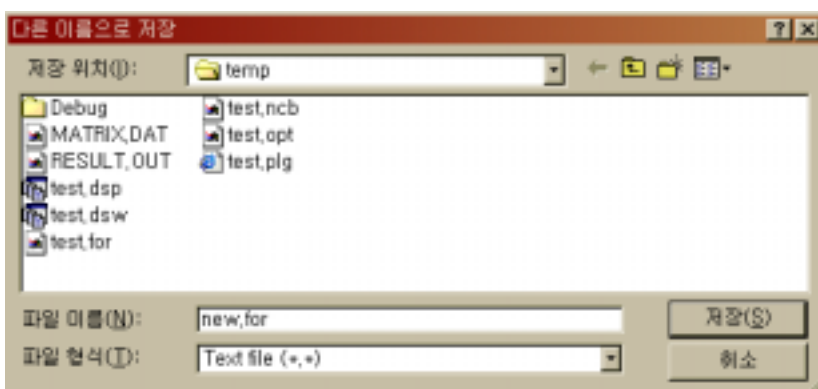 다른 이름으로 저장
저장 위치(I): temp
Debug
MATRIX.DAT
RESULT.OUT
test.dsp
test.dsw
test.for
test.ncb
test.opt
test.plg
파일 이름(N): new.for 저장(S)
파일 형식(T): Text file (*.*) 취소